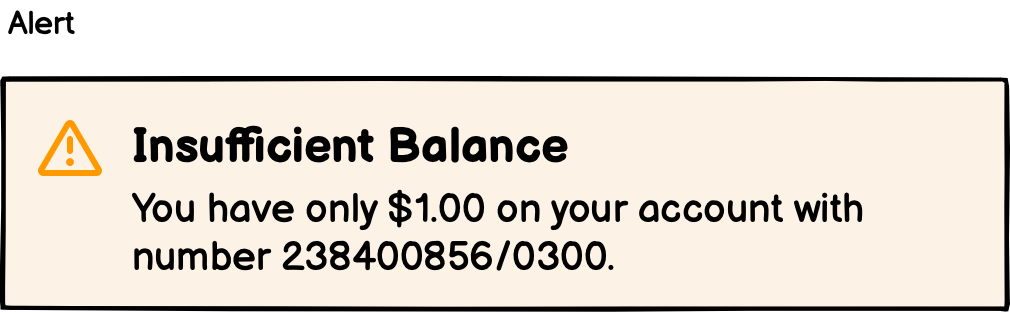 Alert
Insufficient Balance
You have only $1.00 on your account with
number 238400856/0300.